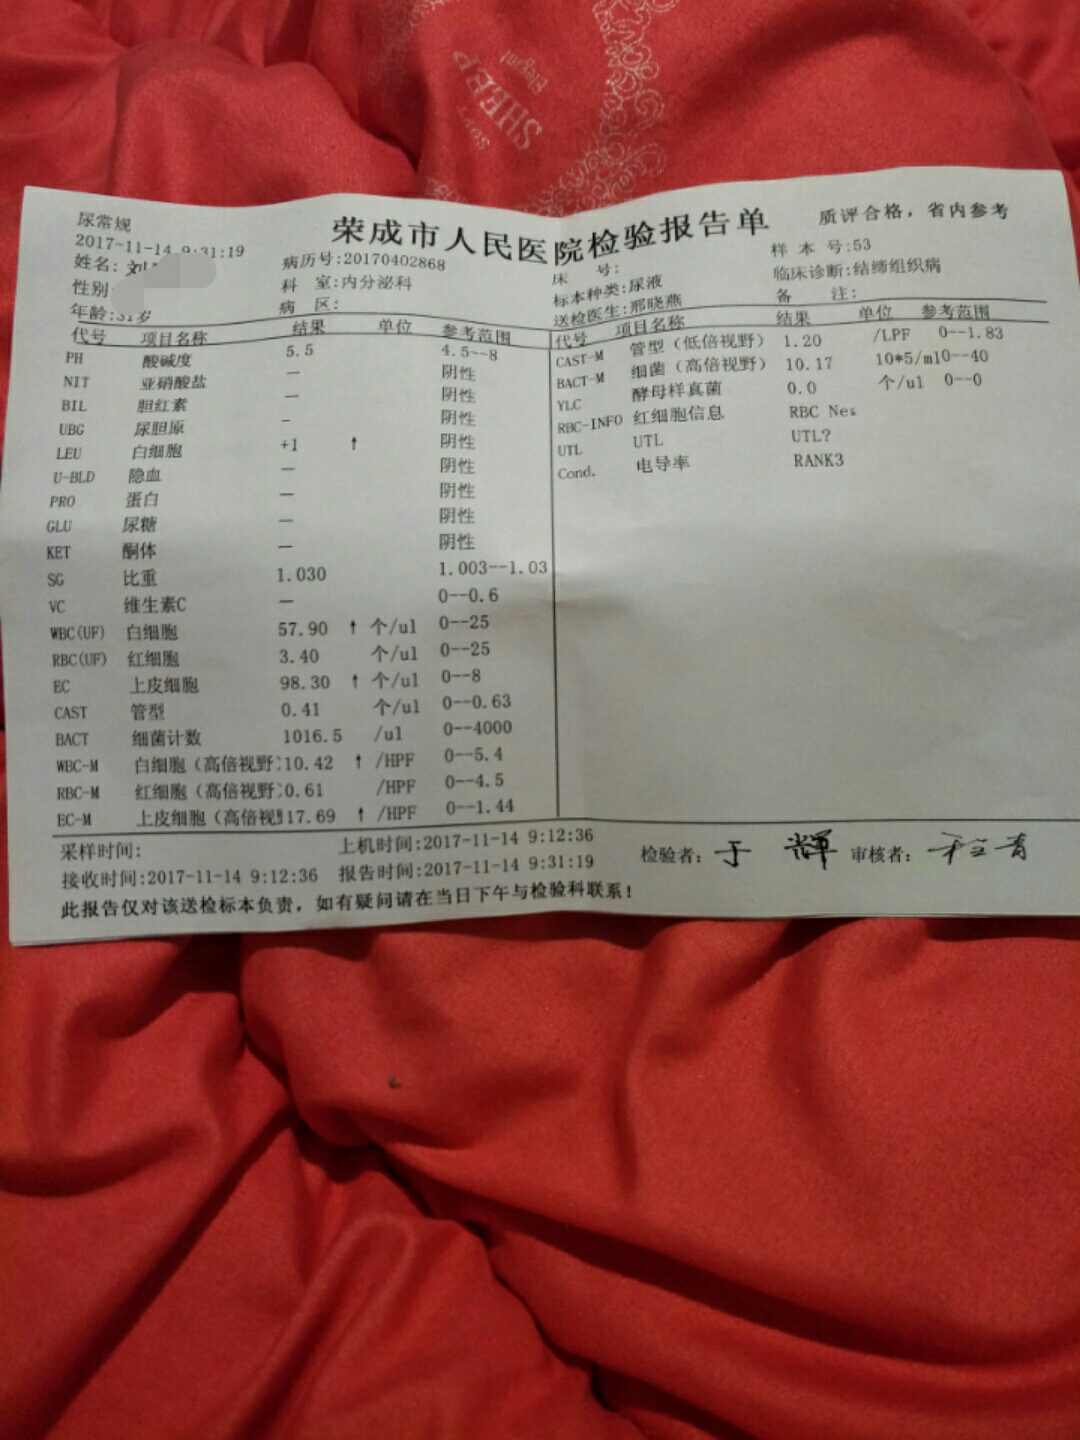 SOFT
SHEEP
Elegant
尿常规
荣成市人民医院检验报告单
质评合格，省内参考
2017-11-14 9:31:19
姓名: 刘
病历号:20170402868
床 号:
样 本 号:53
性别:
科 室:内分泌科
标本种类:尿液
临床诊断:结缔组织病
年龄:31岁
病 区:
送检医生:邢晓燕
备 注:
代号 项目名称 结果 单位 参考范围
PH 酸碱度 5.5 4.5--8
NIT 亚硝酸盐 — 阴性
BIL 胆红素 — 阴性
UBG 尿胆原 - 阴性
LEU 白细胞 +1 ↑ 阴性
U-BLD 隐血 — 阴性
PRO 蛋白 — 阴性
GLU 尿糖 — 阴性
KET 酮体 — 阴性
SG 比重 1.030 1.003--1.03
VC 维生素C — 0--0.6
WBC(UF) 白细胞 57.90 ↑ 个/ul 0--25
RBC(UF) 红细胞 3.40 个/ul 0--25
EC 上皮细胞 98.30 ↑ 个/ul 0--8
CAST 管型 0.41 个/ul 0--0.63
BACT 细菌计数 1016.5 /ul 0--4000
WBC-M 白细胞（高倍视野 10.42 ↑ /HPF 0--5.4
RBC-M 红细胞（高倍视野 0.61 /HPF 0--4.5
EC-M 上皮细胞（高倍视 17.69 ↑ /HPF 0--1.44
代号 项目名称 结果 单位 参考范围
CAST-M 管型（低倍视野） 1.20 /LPF 0--1.83
BACT-M 细菌（高倍视野） 10.17 10*5/ml0--40
YLC 酵母样真菌 0.0 个/ul 0--0
RBC-INFO 红细胞信息 RBC Neg
UTL UTL UTL?
Cond. 电导率 RANK3
采样时间:
上机时间:2017-11-14 9:12:36
接收时间:2017-11-14 9:12:36
报告时间:2017-11-14 9:31:19
检验者: 于
审核者:
此报告仅对该送检标本负责，如有疑问请在当日下午与检验科联系！